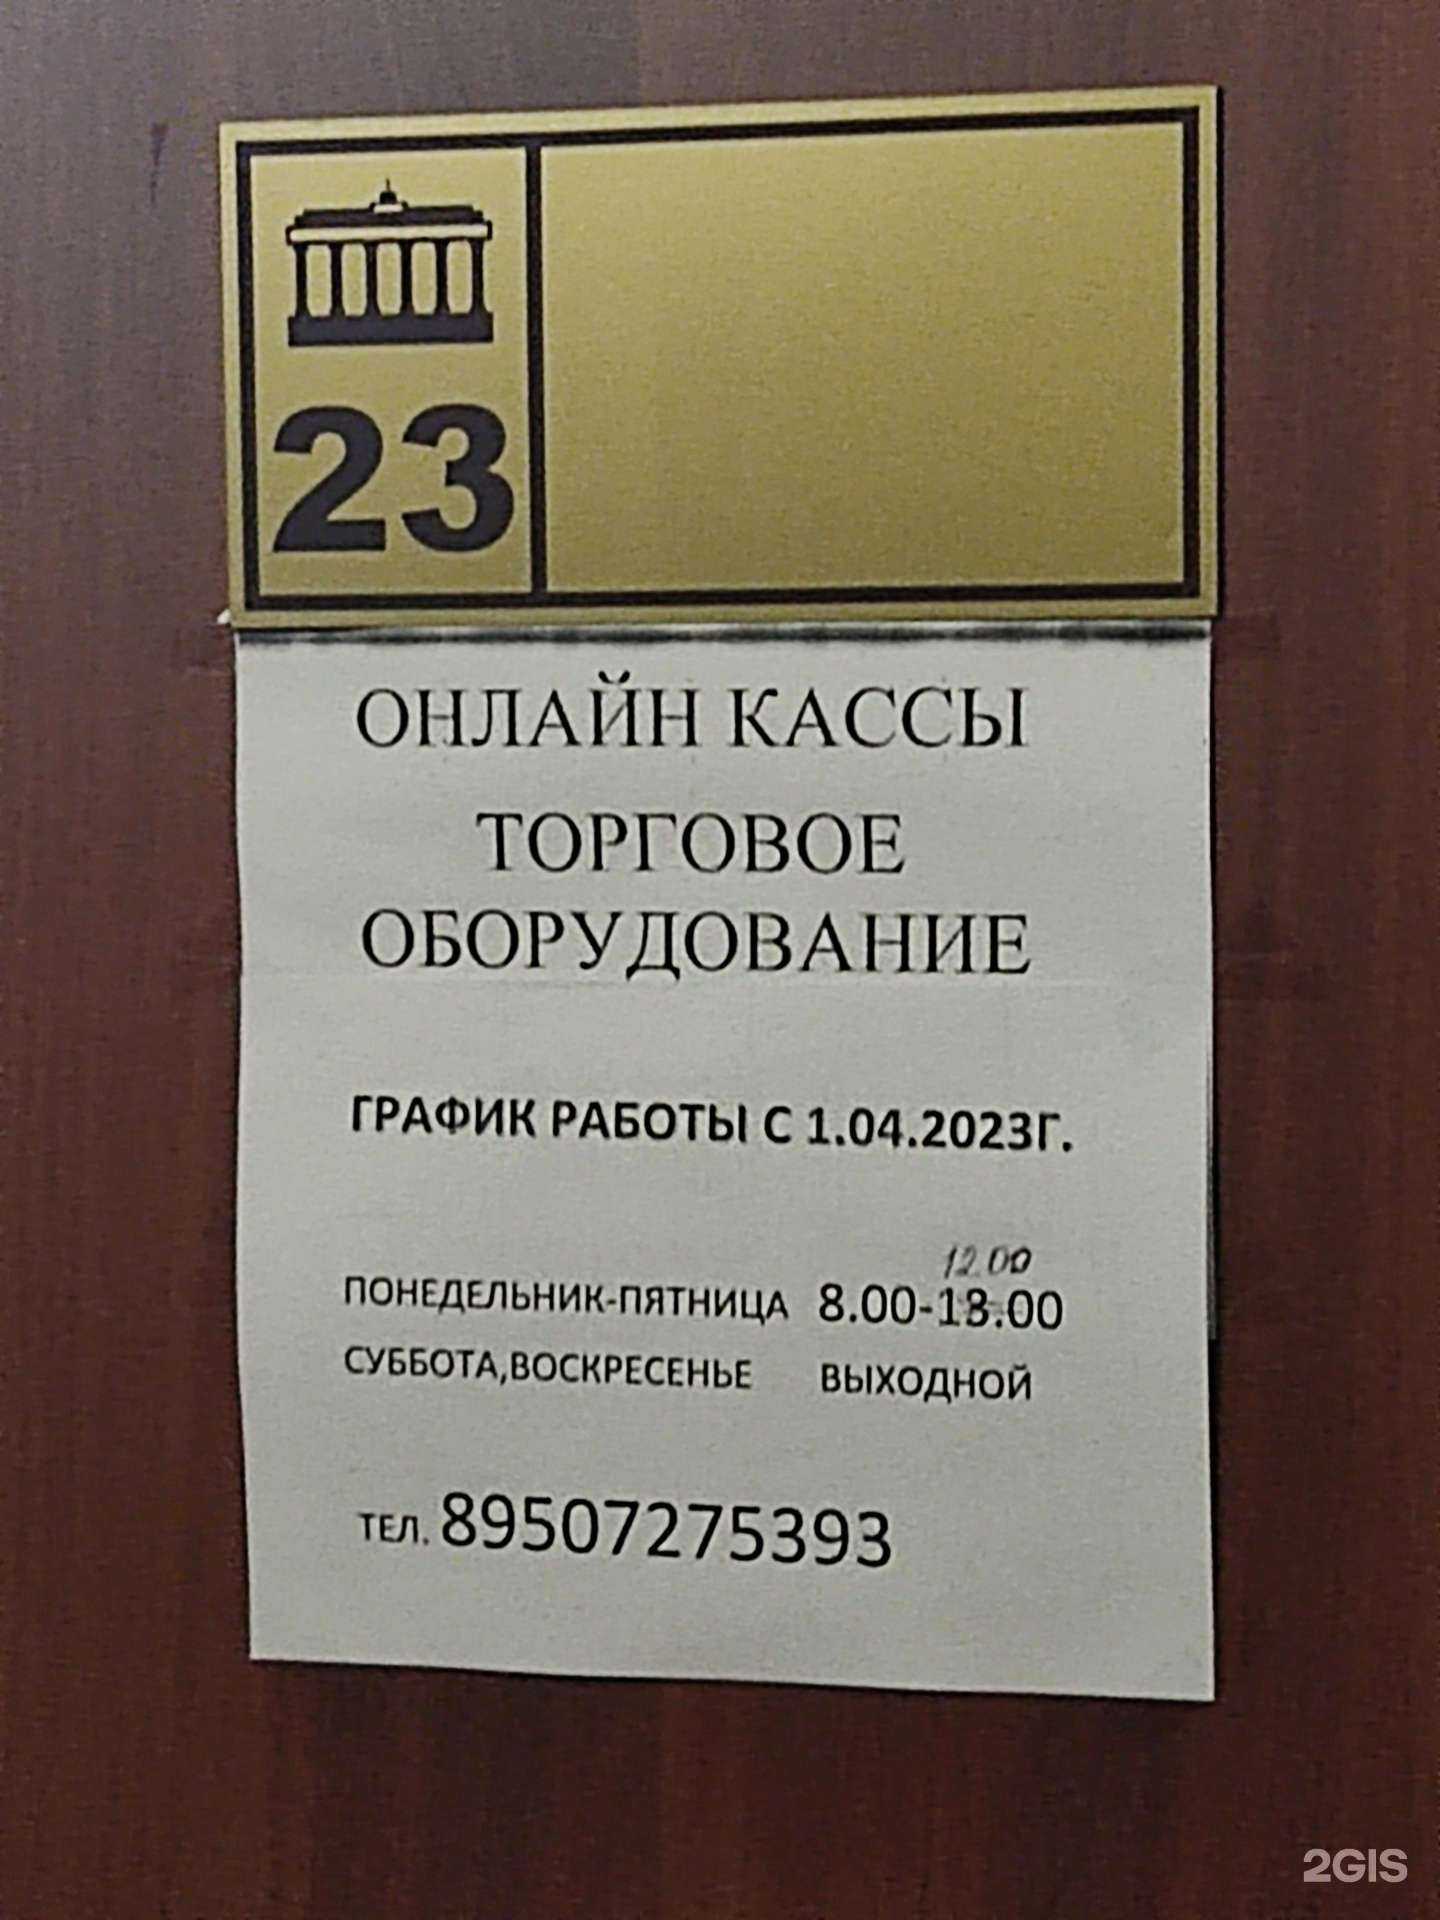 23
ОНЛАЙН КАССЫ
ТОРГОВОЕ
ОБОРУДОВАНИЕ
ГРАФИК РАБОТЫ С 1.04.2023Г.
12.00
ПОНЕДЕЛЬНИК-ПЯТНИЦА 8.00-13.00
СУББОТА,ВОСКРЕСЕНЬЕ ВЫХОДНОЙ
ТЕЛ. 89507275393
2GIS